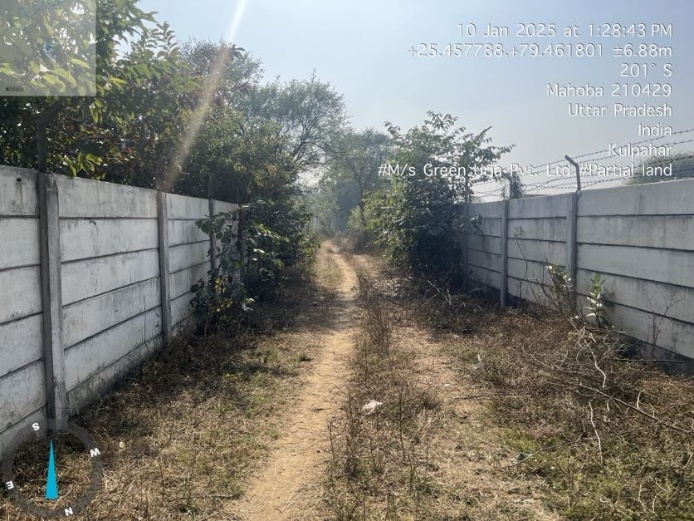 10 Jan 2025 at 1:28:43 PM
+25.457788,+79.461801 ±6.88m
201° S
Mahoba 210429
Uttar Pradesh
India
Kulpahar
#M/s Green Urja Pvt. Ltd #Partial land
S
W
E
N